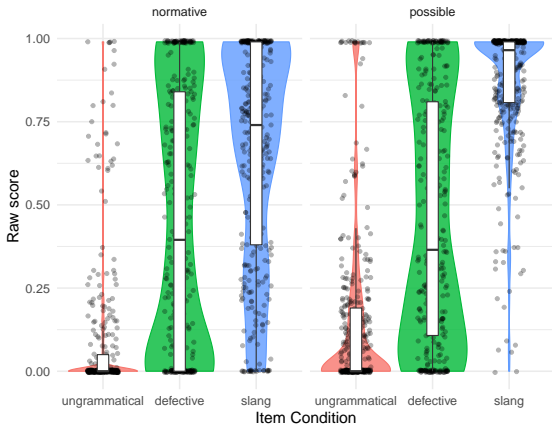 normative possible
1.00
0.75
0.50
0.25
0.00
Raw score
ungrammatical defective slang ungrammatical defective slang
Item Condition